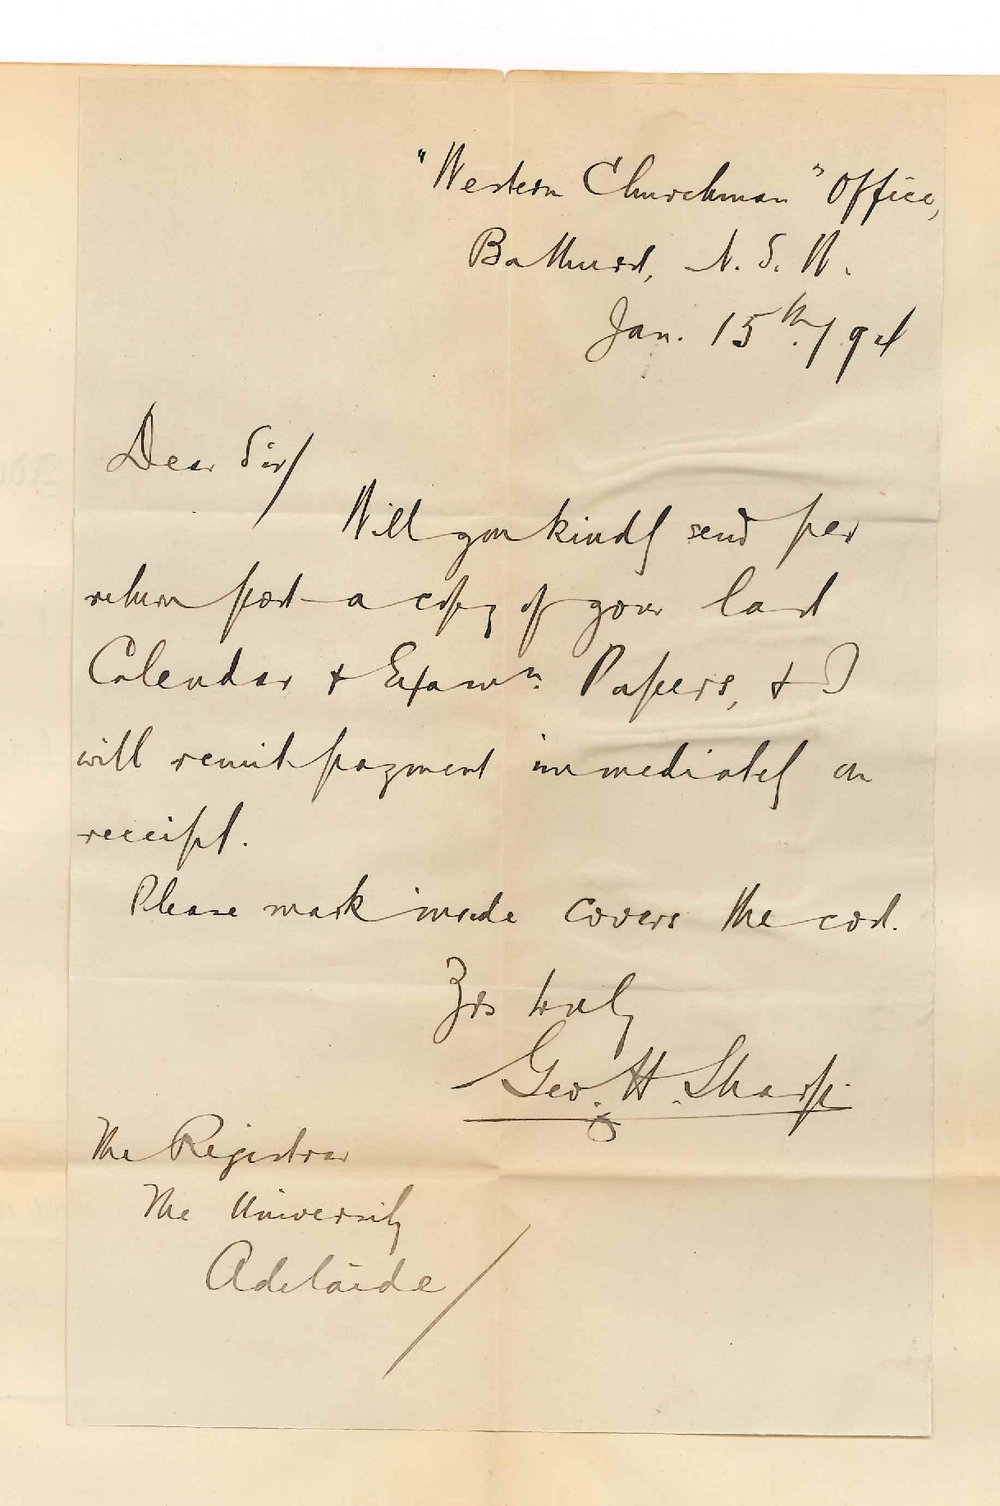 "Western Churchman" Office,
Bathurst, N. S. W.
Jan. 15th./94
Dear Sir/
Will you kindly send per
return post a copy of your last
Calendar & Examn. Papers, & I
will remit payment immediately on
receipt.
Please mark inside covers the cost.
Yrs truly
Geo. H. Sharp.
The Registrar
The University
Adelaide/